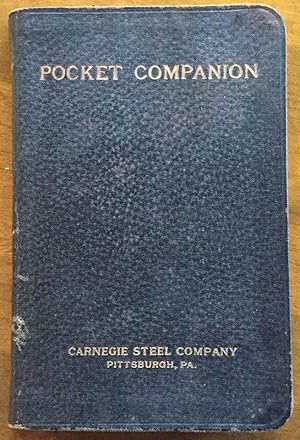 POCKET COMPANION
CARNEGIE STEEL COMPANY
PITTSBURGH, PA.